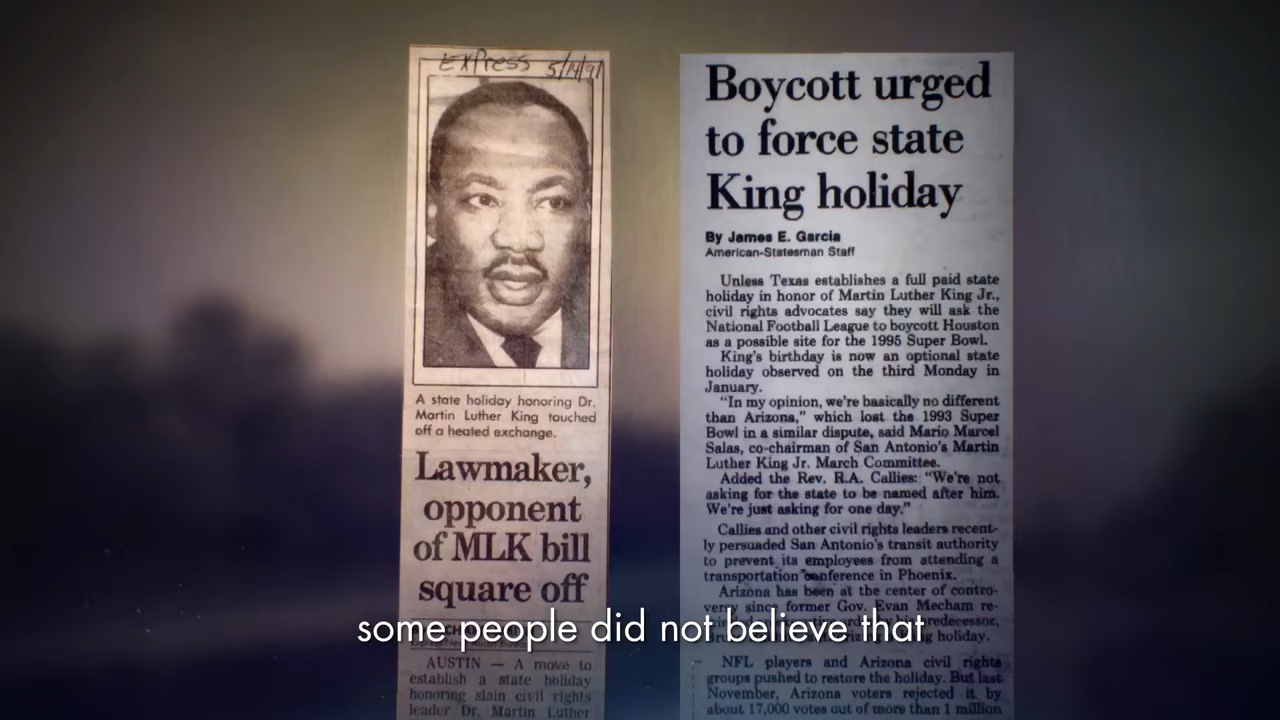 Express 5/14/91
A state holiday honoring Dr.
Martin Luther King touched
off a heated exchange.
Lawmaker,
opponent
of MLK bill
square off
AUSTIN — A move to
establish a state holiday
honoring slain civil rights
leader Dr. Martin Luther
Boycott urged
to force state
King holiday
By James E. Garcia
American-Statesman Staff
Unless Texas establishes a full paid state
holiday in honor of Martin Luther King Jr.,
civil rights advocates say they will ask the
National Football League to boycott Houston
as a possible site for the 1995 Super Bowl.
King's birthday is now an optional state
holiday observed on the third Monday in
January.
"In my opinion, we're basically no different
than Arizona," which lost the 1993 Super
Bowl in a similar dispute, said Mario Marcel
Salas, co-chairman of San Antonio's Martin
Luther King Jr. March Committee.
Added the Rev. R.A. Callies: "We're not
asking for the state to be named after him.
We're just asking for one day."
Callies and other civil rights leaders recent-
ly persuaded San Antonio's transit authority
to prevent its employees from attending a
transportation conference in Phoenix.
Arizona has been at the center of contro-
versy since former Gov. Evan Mecham re-
predecessor,
holiday.
NFL players and Arizona civil rights
groups pushed to restore the holiday. But last
November, Arizona voters rejected it by
about 17,000 votes out of more than 1 million
some people did not believe that